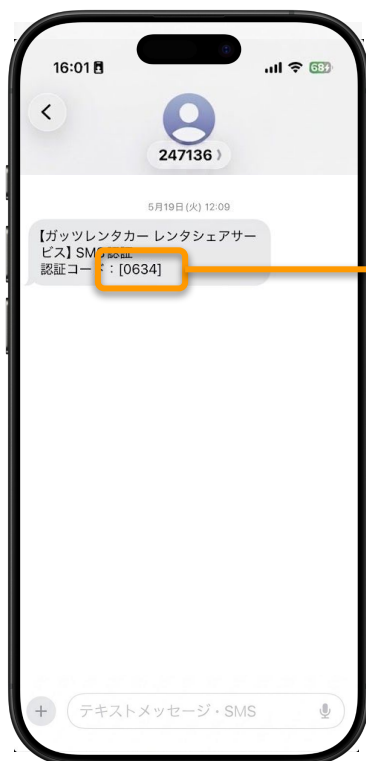 16:01
68
247136
5月19日(火) 12:09
【ガッツレンタカー レンタシェアサー
ビス】SMS認証
認証コード：[0634]
テキストメッセージ・SMS